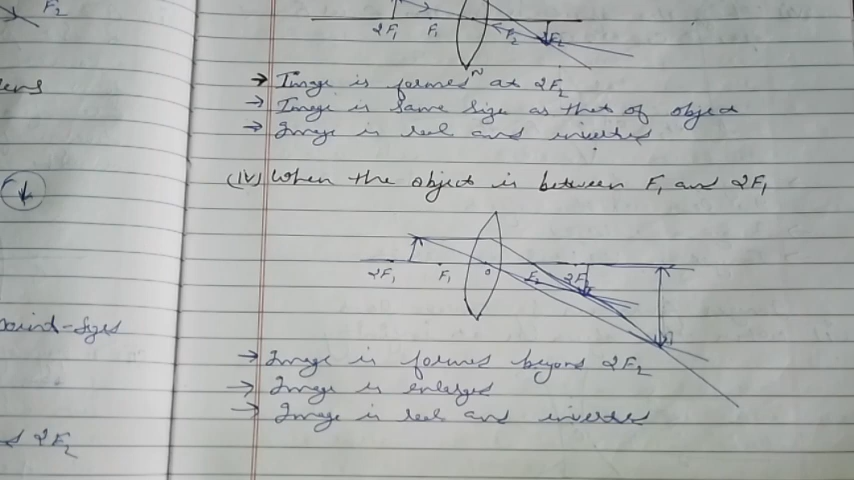 F₂
2F₁ F₁ F₂ 2F₂
ens
→ Image is formed at 2F₂
→ Image is same size as that of object
→ Image is real and inverted
(iv) When the object is between F₁ and 2F₁
2F₁ F₁ O F₂ 2F₂
point-sized
→ Image is formed beyond 2F₂
→ Image is enlarged
→ Image is real and inverted
d 2F₂